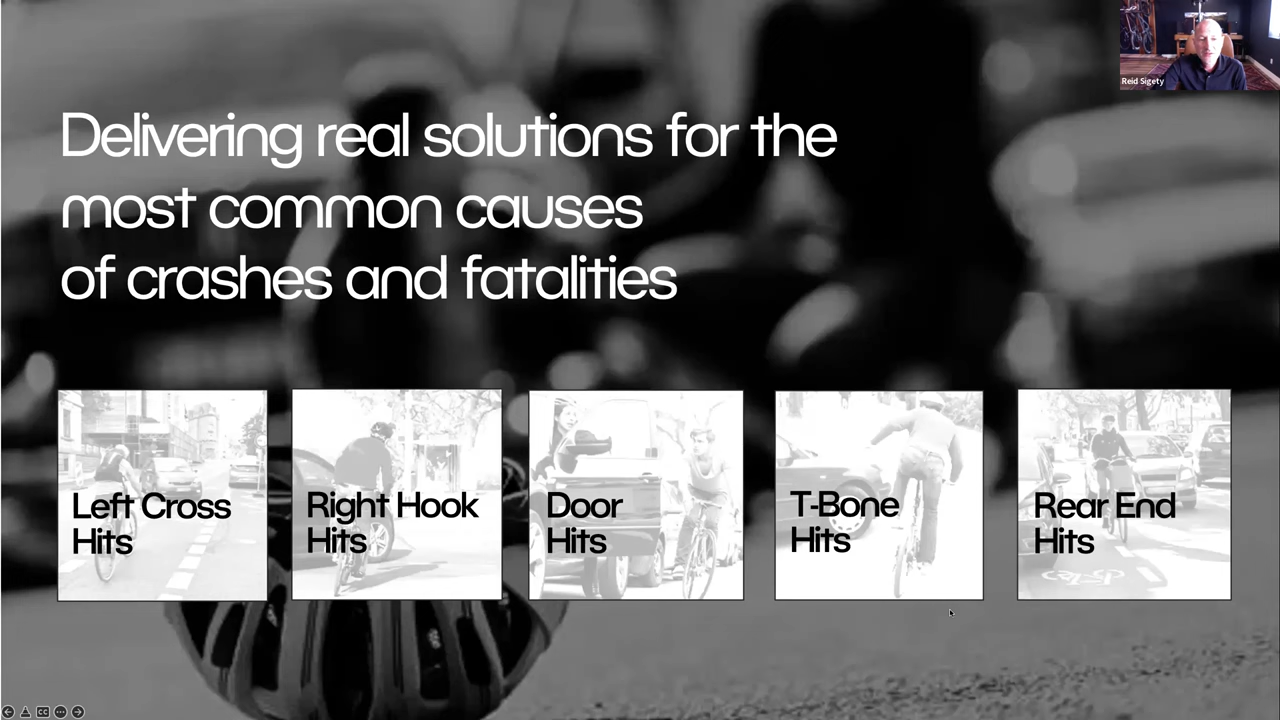 Reid Sigety
Delivering real solutions for the
most common causes
of crashes and fatalities
Left Cross
Hits
Right Hook
Hits
Door
Hits
T-Bone
Hits
Rear End
Hits
CC